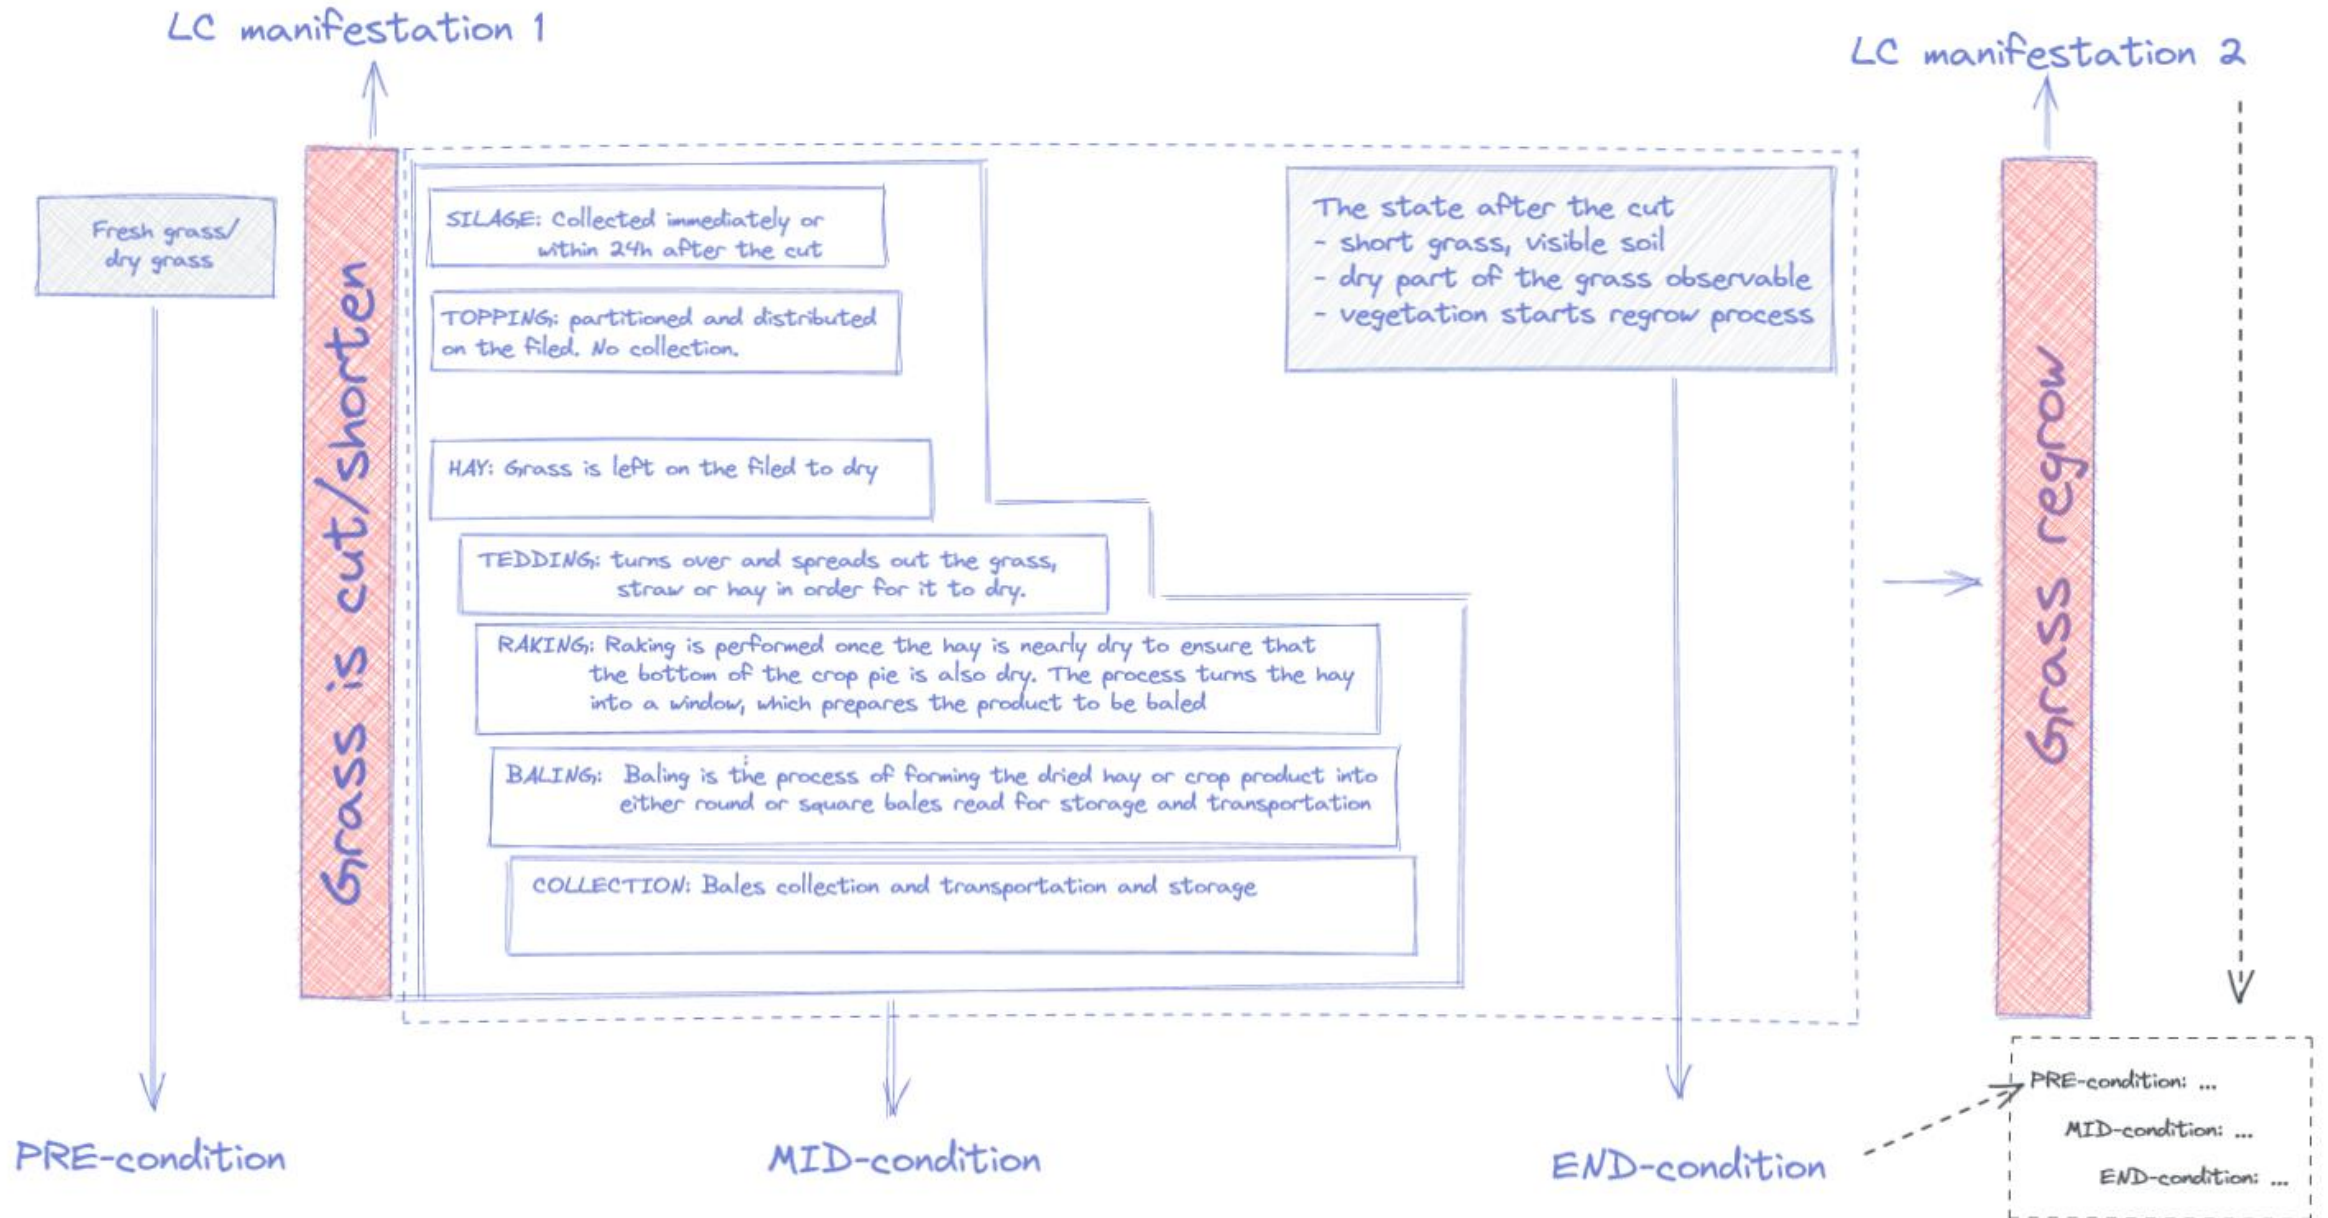 LC manifestation 1
LC manifestation 2
Fresh grass/
dry grass
Grass is cut/shorten
SILAGE: Collected immediately or
within 24h after the cut
TOPPING: partitioned and distributed
on the filed. No collection.
HAY: Grass is left on the filed to dry
TEDDING: turns over and spreads out the grass,
straw or hay in order for it to dry.
RAKING: Raking is performed once the hay is nearly dry to ensure that
the bottom of the crop pie is also dry. The process turns the hay
into a window, which prepares the product to be baled
BALING: Baling is the process of forming the dried hay or crop product into
either round or square bales read for storage and transportation
COLLECTION: Bales collection and transportation and storage
The state after the cut
- short grass, visible soil
- dry part of the grass observable
- vegetation starts regrow process
Grass regrow
PRE-condition
MID-condition
END-condition
PRE-condition: ...
MID-condition: ...
END-condition: ...